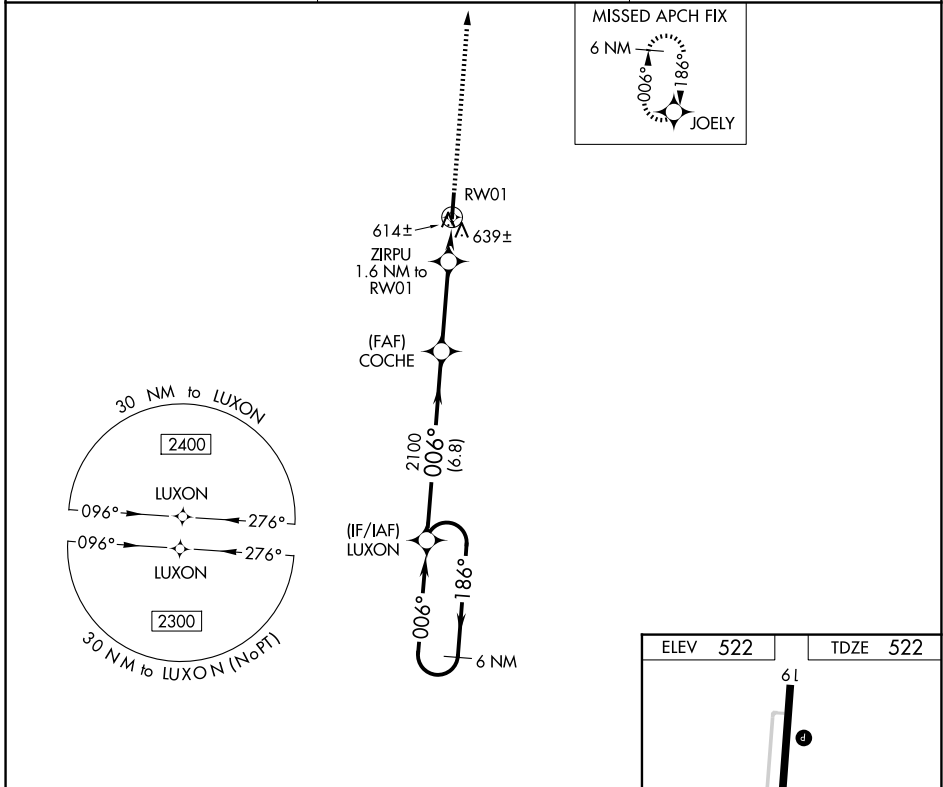 MISSED APCH FIX
6 NM
006°
186°
JOELY
RW01
614±
639±
ZIRPU
1.6 NM to
RW01
(FAF)
COCHE
2100
006°
(6.8)
(IF/IAF)
LUXON
006°
186°
6 NM
30 NM to LUXON
2400
LUXON
096°
276°
096°
276°
LUXON
2300
30 NM to LUXON (NoPT)
ELEV 522
TDZE 522
19
P